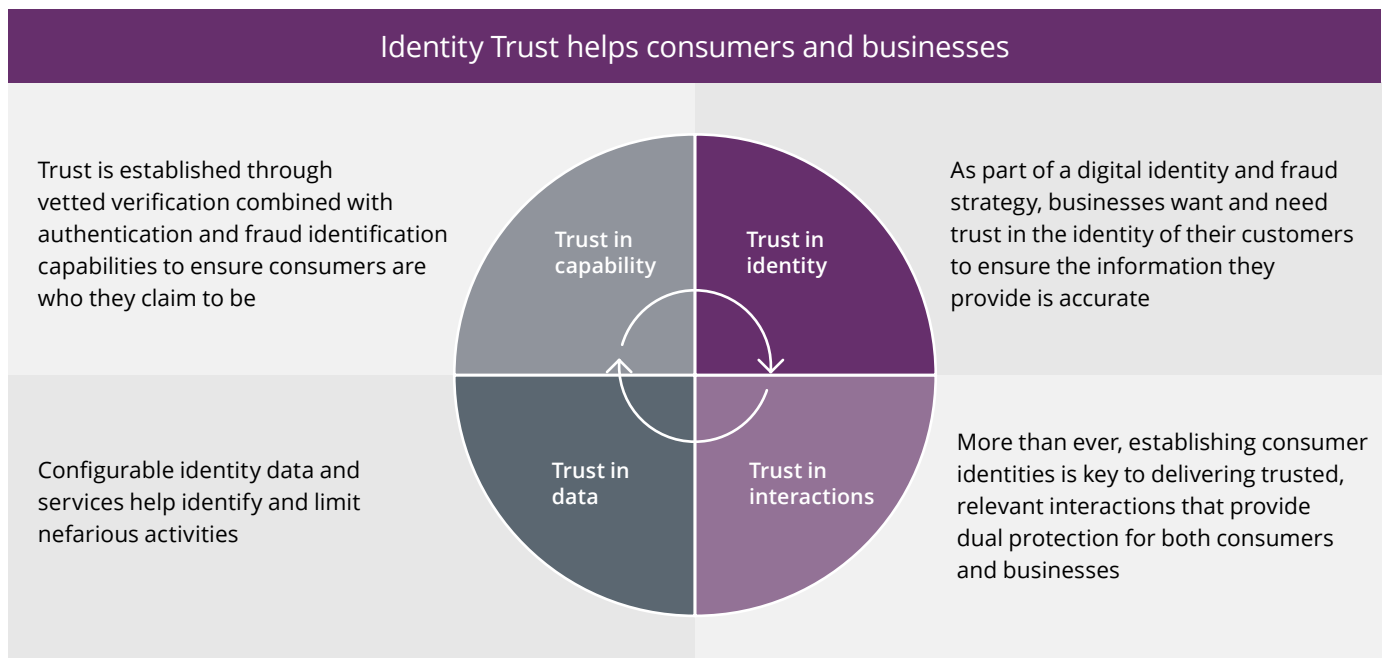 Identity Trust helps consumers and businesses
Trust is established through
vetted verification combined with
authentication and fraud identification
capabilities to ensure consumers are
who they claim to be
Trust in
capability
Trust in
identity
As part of a digital identity and fraud
strategy, businesses want and need
trust in the identity of their customers
to ensure the information they
provide is accurate
Configurable identity data and
services help identify and limit
nefarious activities
Trust in
data
Trust in
interactions
More than ever, establishing consumer
identities is key to delivering trusted,
relevant interactions that provide
dual protection for both consumers
and businesses